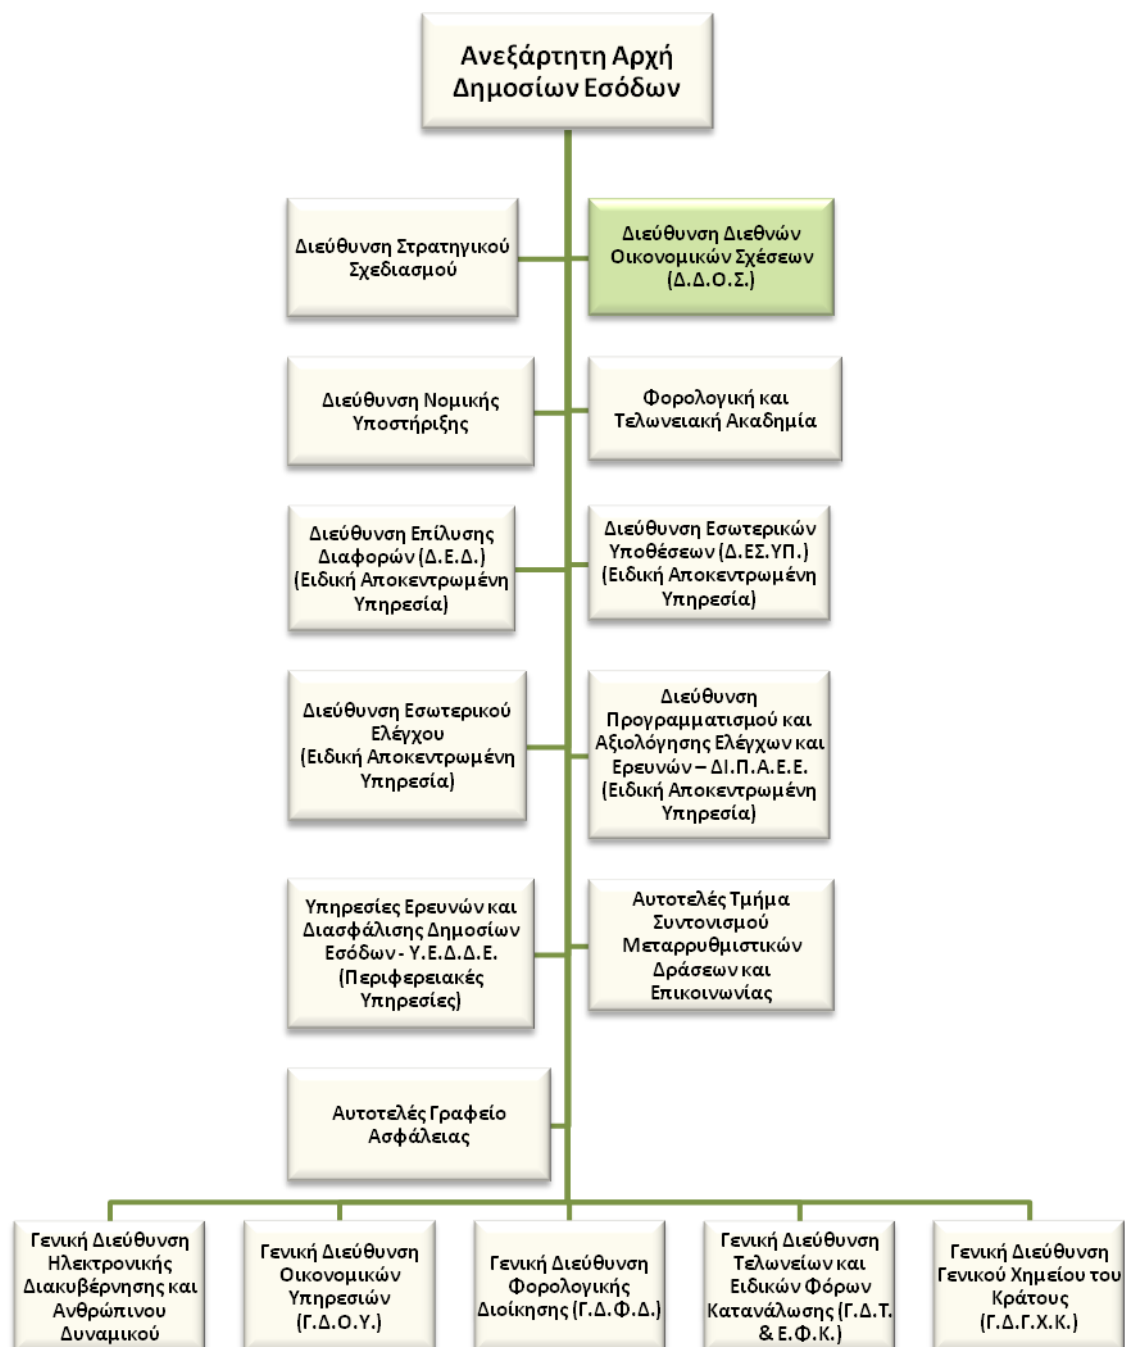 Ανεξάρτητη Αρχή
Δημοσίων Εσόδων
Διεύθυνση Στρατηγικού
Σχεδιασμού
Διεύθυνση Διεθνών
Οικονομικών Σχέσεων
(Δ.Δ.Ο.Σ.)
Διεύθυνση Νομικής
Υποστήριξης
Φορολογική και
Τελωνειακή Ακαδημία
Διεύθυνση Επίλυσης
Διαφορών (Δ.Ε.Δ.)
(Ειδική Αποκεντρωμένη
Υπηρεσία)
Διεύθυνση Εσωτερικών
Υποθέσεων (Δ.ΕΣ.ΥΠ.)
(Ειδική Αποκεντρωμένη
Υπηρεσία)
Διεύθυνση Εσωτερικού
Ελέγχου
(Ειδική Αποκεντρωμένη
Υπηρεσία)
Διεύθυνση
Προγραμματισμού και
Αξιολόγησης Ελέγχων και
Ερευνών – ΔΙ.Π.Α.Ε.Ε.
(Ειδική Αποκεντρωμένη
Υπηρεσία)
Υπηρεσίες Ερευνών και
Διασφάλισης Δημοσίων
Εσόδων - Υ.Ε.Δ.Δ.Ε.
(Περιφερειακές
Υπηρεσίες)
Αυτοτελές Τμήμα
Συντονισμού
Μεταρρυθμιστικών
Δράσεων και
Επικοινωνίας
Αυτοτελές Γραφείο
Ασφάλειας
Γενική Διεύθυνση
Ηλεκτρονικής
Διακυβέρνησης και
Ανθρώπινου
Δυναμικού
Γενική Διεύθυνση
Οικονομικών
Υπηρεσιών
(Γ.Δ.Ο.Υ.)
Γενική Διεύθυνση
Φορολογικής
Διοίκησης (Γ.Δ.Φ.Δ.)
Γενική Διεύθυνση
Τελωνείων και
Ειδικών Φόρων
Κατανάλωσης (Γ.Δ.Τ.
& Ε.Φ.Κ.)
Γενική Διεύθυνση
Γενικού Χημείου του
Κράτους
(Γ.Δ.Γ.Χ.Κ.)